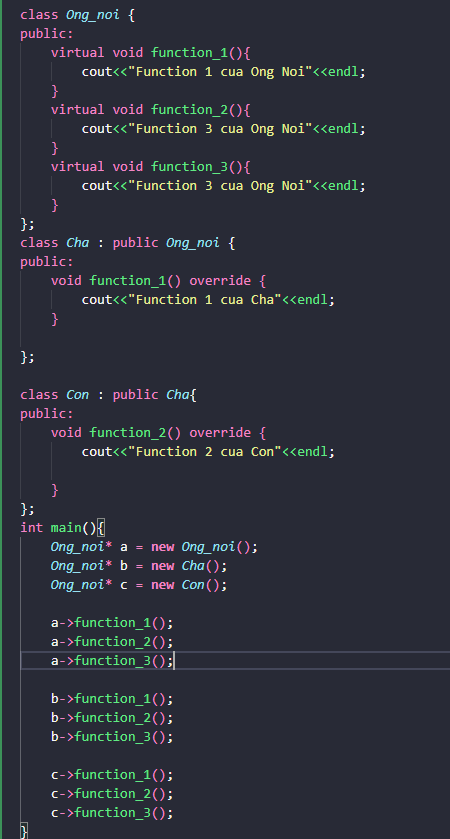 class Ong_noi {
public:
    virtual void function_1(){
        cout<<"Function 1 cua Ong Noi"<<endl;
    }
    virtual void function_2(){
        cout<<"Function 3 cua Ong Noi"<<endl;
    }
    virtual void function_3(){
        cout<<"Function 3 cua Ong Noi"<<endl;
    }
};
class Cha : public Ong_noi {
public:
    void function_1() override {
        cout<<"Function 1 cua Cha"<<endl;
    }

};

class Con : public Cha{
public:
    void function_2() override {
        cout<<"Function 2 cua Con"<<endl;

    }
};
int main(){
    Ong_noi* a = new Ong_noi();
    Ong_noi* b = new Cha();
    Ong_noi* c = new Con();

    a->function_1();
    a->function_2();
    a->function_3();

    b->function_1();
    b->function_2();
    b->function_3();

    c->function_1();
    c->function_2();
    c->function_3();
}